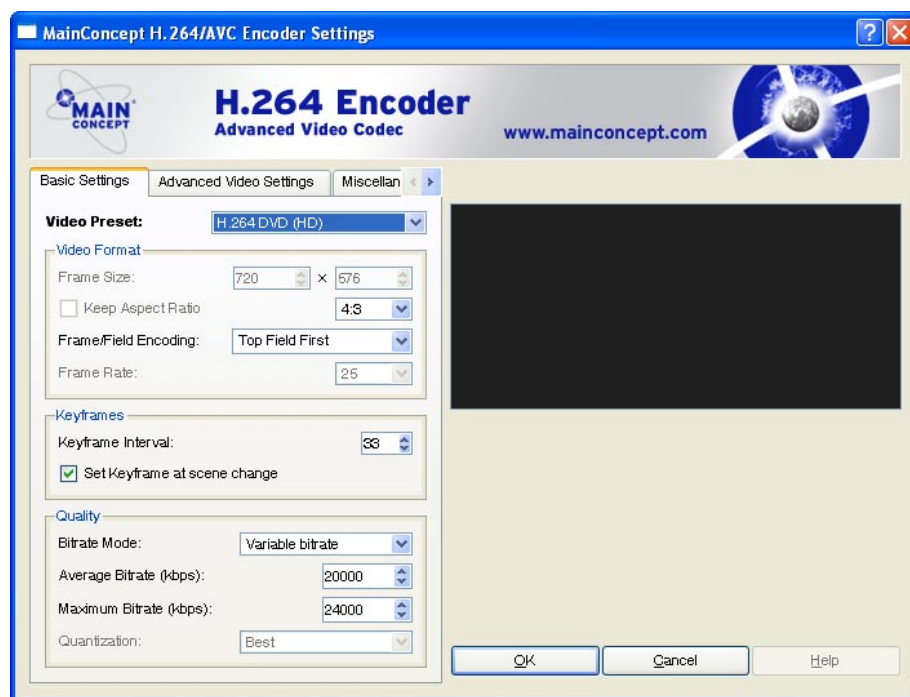 MainConcept H.264/AVC Encoder Settings
MAIN
CONCEPT
H.264 Encoder
Advanced Video Codec
www.mainconcept.com
Basic Settings Advanced Video Settings Miscellan
Video Preset: H.264 DVD (HD)
Video Format
Frame Size: 720 × 576
Keep Aspect Ratio 4:3
Frame/Field Encoding: Top Field First
Frame Rate: 25
Keyframes
Keyframe Interval: 33
Set Keyframe at scene change
Quality
Bitrate Mode: Variable bitrate
Average Bitrate (kbps): 20000
Maximum Bitrate (kbps): 24000
Quantization: Best
OK Cancel Help